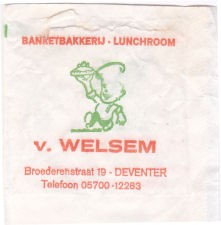 BANKETBAKKERIJ - LUNCHROOM
v. WELSEM
Broederenstraat 19 - DEVENTER
Telefoon 05700-12283